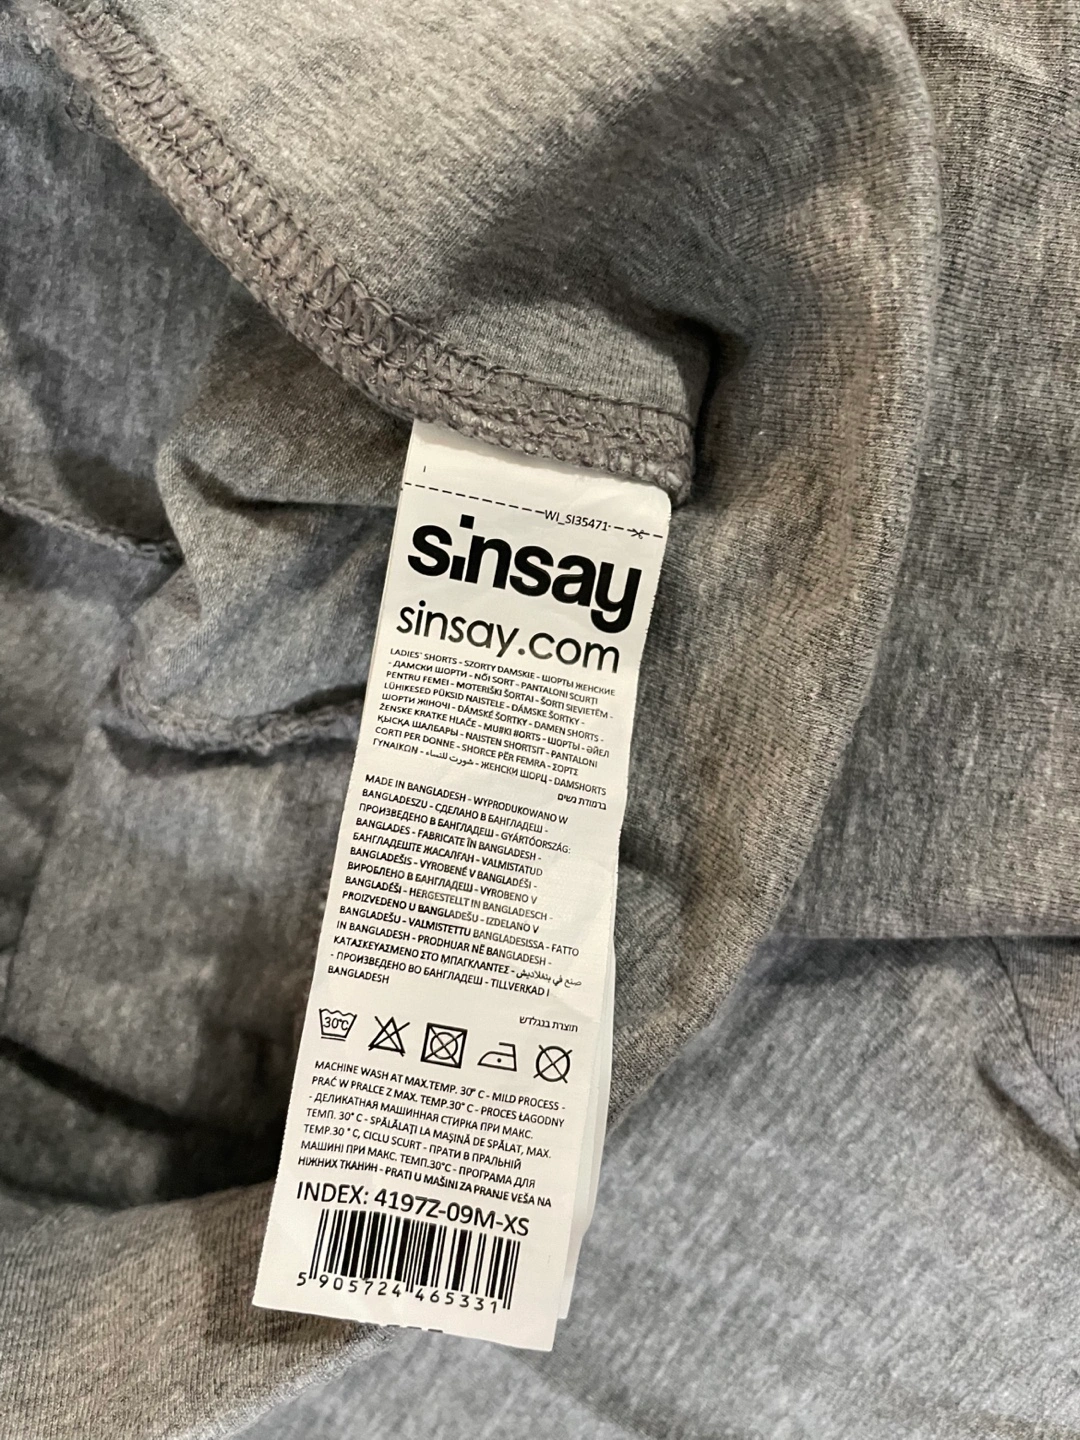 WI_SI35471
sinsay
sinsay.com
LADIES' SHORTS - SZORTY DAMSKIE - ШОРТЫ ЖЕНСКИЕ
- ДАМСКИ ШОРТИ - NŐI SORT - PANTALONI SCURȚI
PENTRU FEMEI - MOTERIŠKI ŠORTAI - ŠORTI SIEVIETĒM -
LÜHIKESED PÜKSID NAISTELE - DÁMSKE ŠORTKY -
ШОРТИ ЖІНОЧІ - DÁMSKÉ ŠORTKY - DAMEN SHORTS -
ŽENSKE KRATKE HLAČE - ШОРТЫ - ӘЙЕЛ
ҚЫСҚА ШАЛБАРЫ - NAISTEN SHORTSIT - PANTALONI
CORTI PER DONNE - SHORCE PËR FEMRA - ΣΟΡΤΣ
ΓΥΝΑΙΚΩΝ - شورت للنساء - ЖЕНСКИ ШОРЦ - DAMSHORTS
ברמודת נשים
MADE IN BANGLADESH - WYPRODUKOWANO W
BANGLADESZU - СДЕЛАНО В БАНГЛАДЕШ -
ПРОИЗВЕДЕНО В БАНГЛАДЕШ - GYÁRTÓORSZÁG:
BANGLADES - FABRICATE ÎN BANGLADESH -
БАНГЛАДЕШТЕ ЖАСАЛҒАН - VALMISTATUD
BANGLADEŠIS - VYROBENÉ V BANGLADÉŠI -
ВИРОБЛЕНО В БАНГЛАДЕШ - VYROBENO V
BANGLADÉŠI - HERGESTELLT IN BANGLADESCH -
PROIZVEDENO U BANGLADEŠU - IZDELANO V
BANGLADEŠU - VALMISTETTU BANGLADESISSA - FATTO
IN BANGLADESH - PRODHUAR NË BANGLADESH -
ΚΑΤΑΣΚΕΥΑΣΜΕΝΟ ΣΤΟ ΜΠΑΓΚΛΑΝΤΕΣ - صنع في بنغلاديش
- ПРОИЗВЕДЕНО ВО БАНГЛАДЕШ - TILLVERKAD I
BANGLADESH
תוצרת בנגלדש
30°C
MACHINE WASH AT MAX.TEMP. 30° C - MILD PROCESS -
PRAĆ W PRALCE Z MAX. TEMP.30° C - PROCES ŁAGODNY
- ДЕЛИКАТНАЯ МАШИННАЯ СТИРКА ПРИ МАКС.
ТЕМП. 30° C - SPĂLAȚI LA MAȘINĂ DE SPĂLAT, MAX.
TEMP.30 ° C, CICLU SCURT - ПРАТИ В ПРАЛЬНІЙ
МАШИНІ ПРИ МАКС. ТЕМП.30°C - ПРОГРАМА ДЛЯ
НІЖНИХ ТКАНИН - PRATI U MAŠINI ZA PRANJE VEŠA NA
INDEX: 4197Z-09M-XS
5 905724 465331